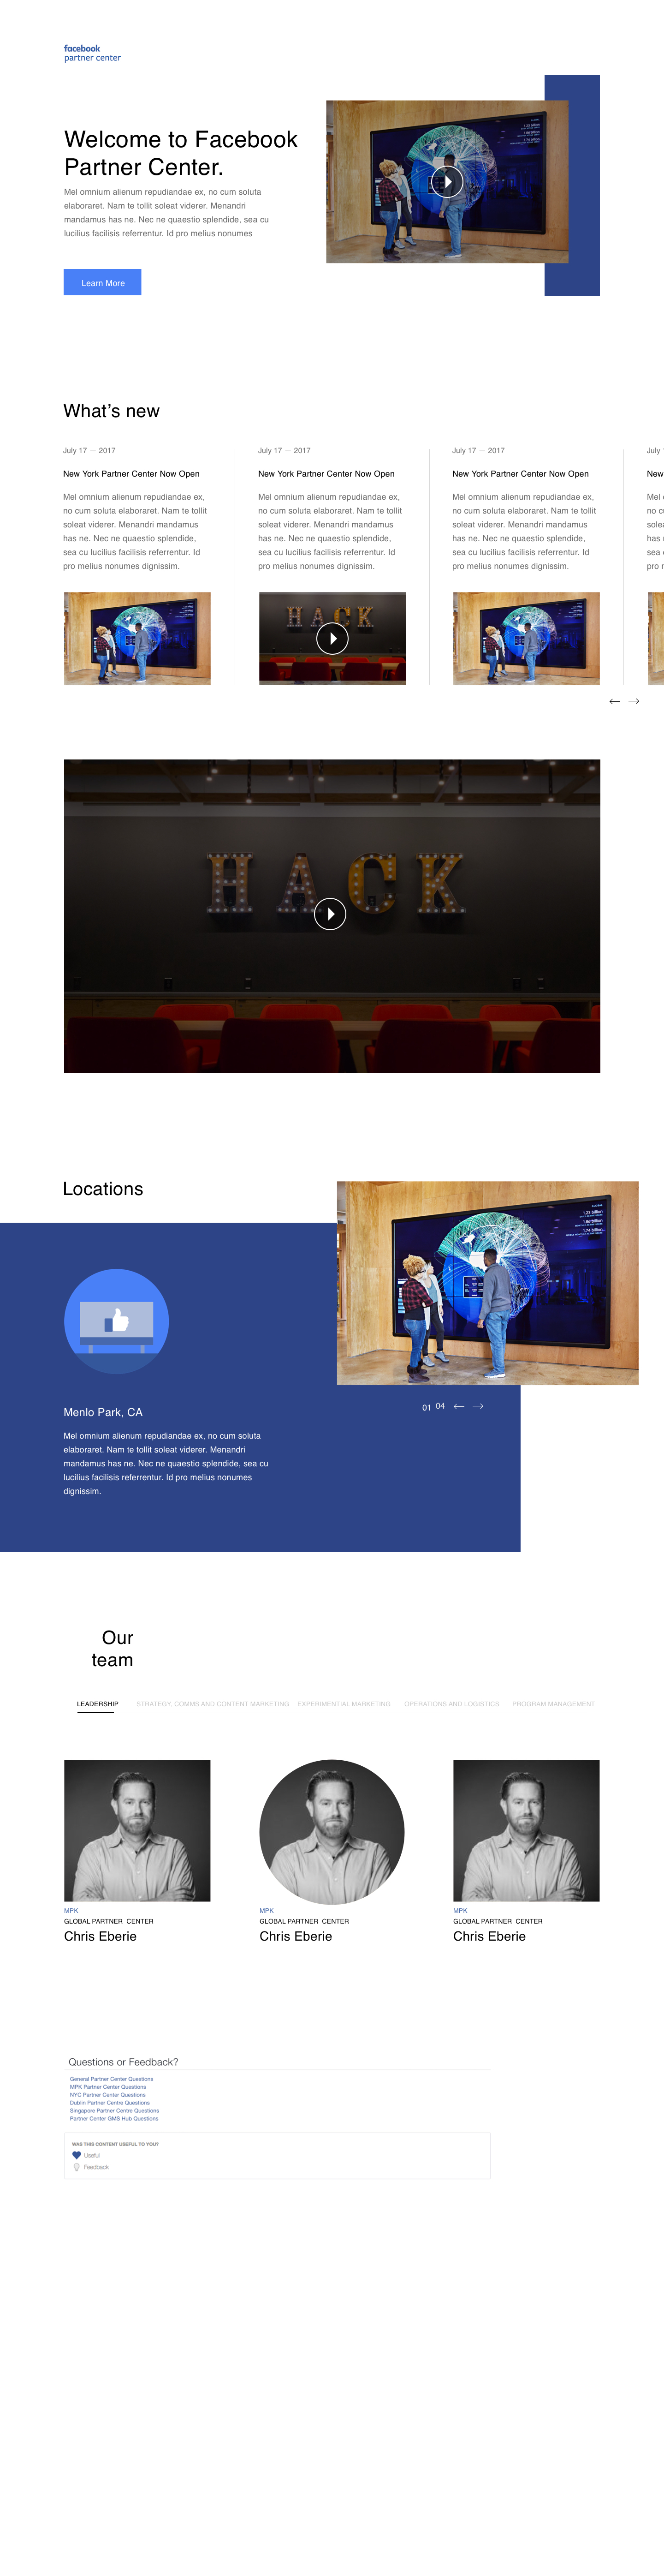 facebook
partner center
Welcome to Facebook
Partner Center.
Mel omnium alienum repudiandae ex, no cum soluta
elaboraret. Nam te tollit soleat viderer. Menandri
mandamus has ne. Nec ne quaestio splendide, sea cu
lucilius facilisis referrentur. Id pro melius nonumes
Learn More
What's new
July 17 — 2017
New York Partner Center Now Open
Mel omnium alienum repudiandae ex,
no cum soluta elaboraret. Nam te tollit
soleat viderer. Menandri mandamus
has ne. Nec ne quaestio splendide,
sea cu lucilius facilisis referrentur. Id
pro melius nonumes dignissim.
July 17 — 2017
New York Partner Center Now Open
Mel omnium alienum repudiandae ex,
no cum soluta elaboraret. Nam te tollit
soleat viderer. Menandri mandamus
has ne. Nec ne quaestio splendide,
sea cu lucilius facilisis referrentur. Id
pro melius nonumes dignissim.
HACK
July 17 — 2017
New York Partner Center Now Open
Mel omnium alienum repudiandae ex,
no cum soluta elaboraret. Nam te tollit
soleat viderer. Menandri mandamus
has ne. Nec ne quaestio splendide,
sea cu lucilius facilisis referrentur. Id
pro melius nonumes dignissim.
July
New
Mel
no
has
sea
pro
HACK
Locations
1.23 billion
1.74 billion
01 04
Menlo Park, CA
Mel omnium alienum repudiandae ex, no cum soluta
elaboraret. Nam te tollit soleat viderer. Menandri
mandamus has ne. Nec ne quaestio splendide, sea cu
lucilius facilisis referrentur. Id pro melius nonumes
dignissim.
Our
team
LEADERSHIP STRATEGY, COMMS AND CONTENT MARKETING EXPERIMENTIAL MARKETING OPERATIONS AND LOGISTICS PROGRAM MANAGEMENT
MPK
GLOBAL PARTNER CENTER
Chris Eberie
MPK
GLOBAL PARTNER CENTER
Chris Eberie
MPK
GLOBAL PARTNER CENTER
Chris Eberie
Questions or Feedback?
General Partner Center Questions
MPK Partner Center Questions
NYC Partner Center Questions
Dublin Partner Centre Questions
Singapore Partner Centre Questions
Partner Center GMS Hub Questions
WAS THIS CONTENT USEFUL TO YOU?
Useful
Feedback